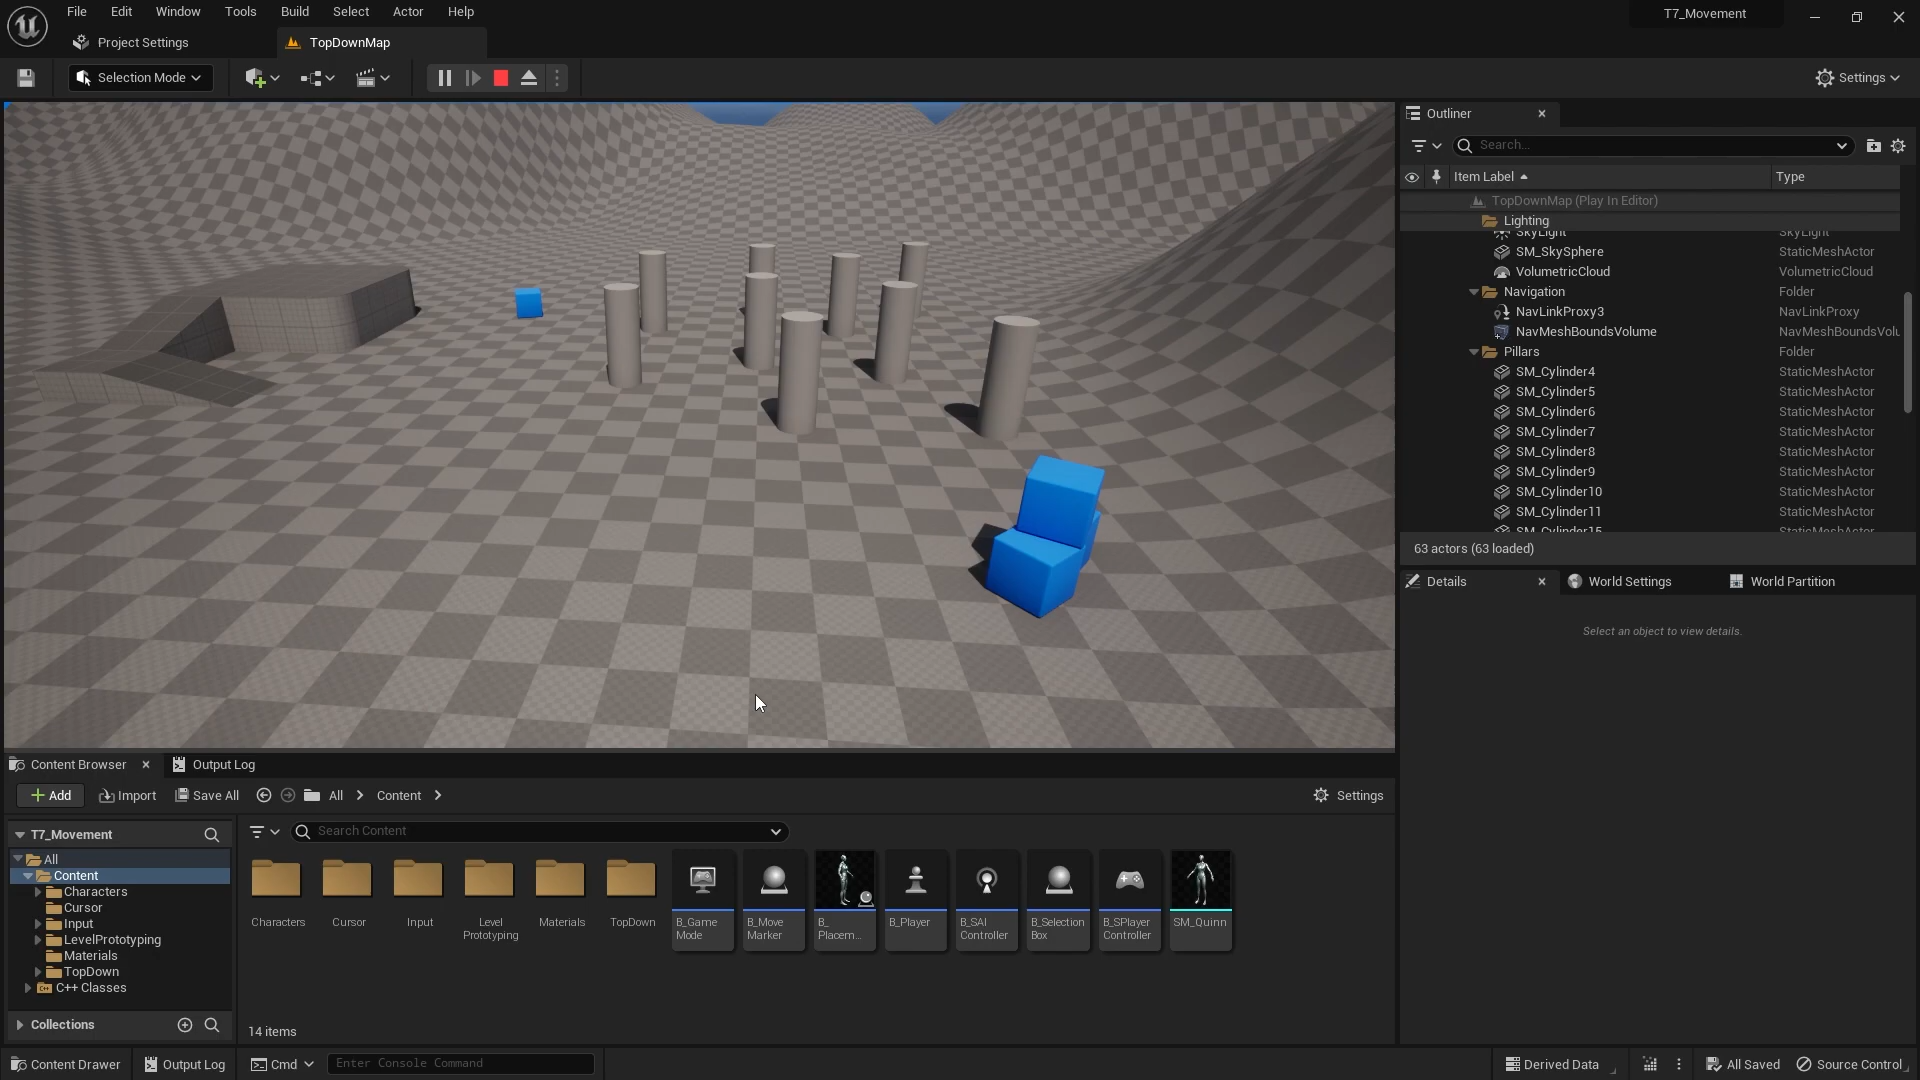 File Edit Window Tools Build Select Actor Help
T7_Movement
Project Settings
TopDownMap
Selection Mode
Settings
Outliner
Search...
Item Label
Type
TopDownMap (Play In Editor)
Lighting
SkyLight SkyLight
SM_SkySphere StaticMeshActor
VolumetricCloud VolumetricCloud
Navigation Folder
NavLinkProxy3 NavLinkProxy
NavMeshBoundsVolume NavMeshBoundsVolu
Pillars Folder
SM_Cylinder4 StaticMeshActor
SM_Cylinder5 StaticMeshActor
SM_Cylinder6 StaticMeshActor
SM_Cylinder7 StaticMeshActor
SM_Cylinder8 StaticMeshActor
SM_Cylinder9 StaticMeshActor
SM_Cylinder10 StaticMeshActor
SM_Cylinder11 StaticMeshActor
SM_Cylinder15 StaticMeshActor
63 actors (63 loaded)
Details
World Settings
World Partition
Select an object to view details.
Content Browser
Output Log
Add
Import
Save All
All
Content
Settings
T7_Movement
Search Content
All
Content
Characters
Cursor
Input
LevelPrototyping
Materials
TopDown
C++ Classes
Collections
Characters
Cursor
Input
Level
Prototyping
Materials
TopDown
B_Game
Mode
B_Move
Marker
B_
Placem...
B_Player
B_SAI
Controller
B_Selection
Box
B_SPlayer
Controller
SM_Quinn
14 items
Content Drawer
Output Log
Cmd
Enter Console Command
Derived Data
All Saved
Source Control